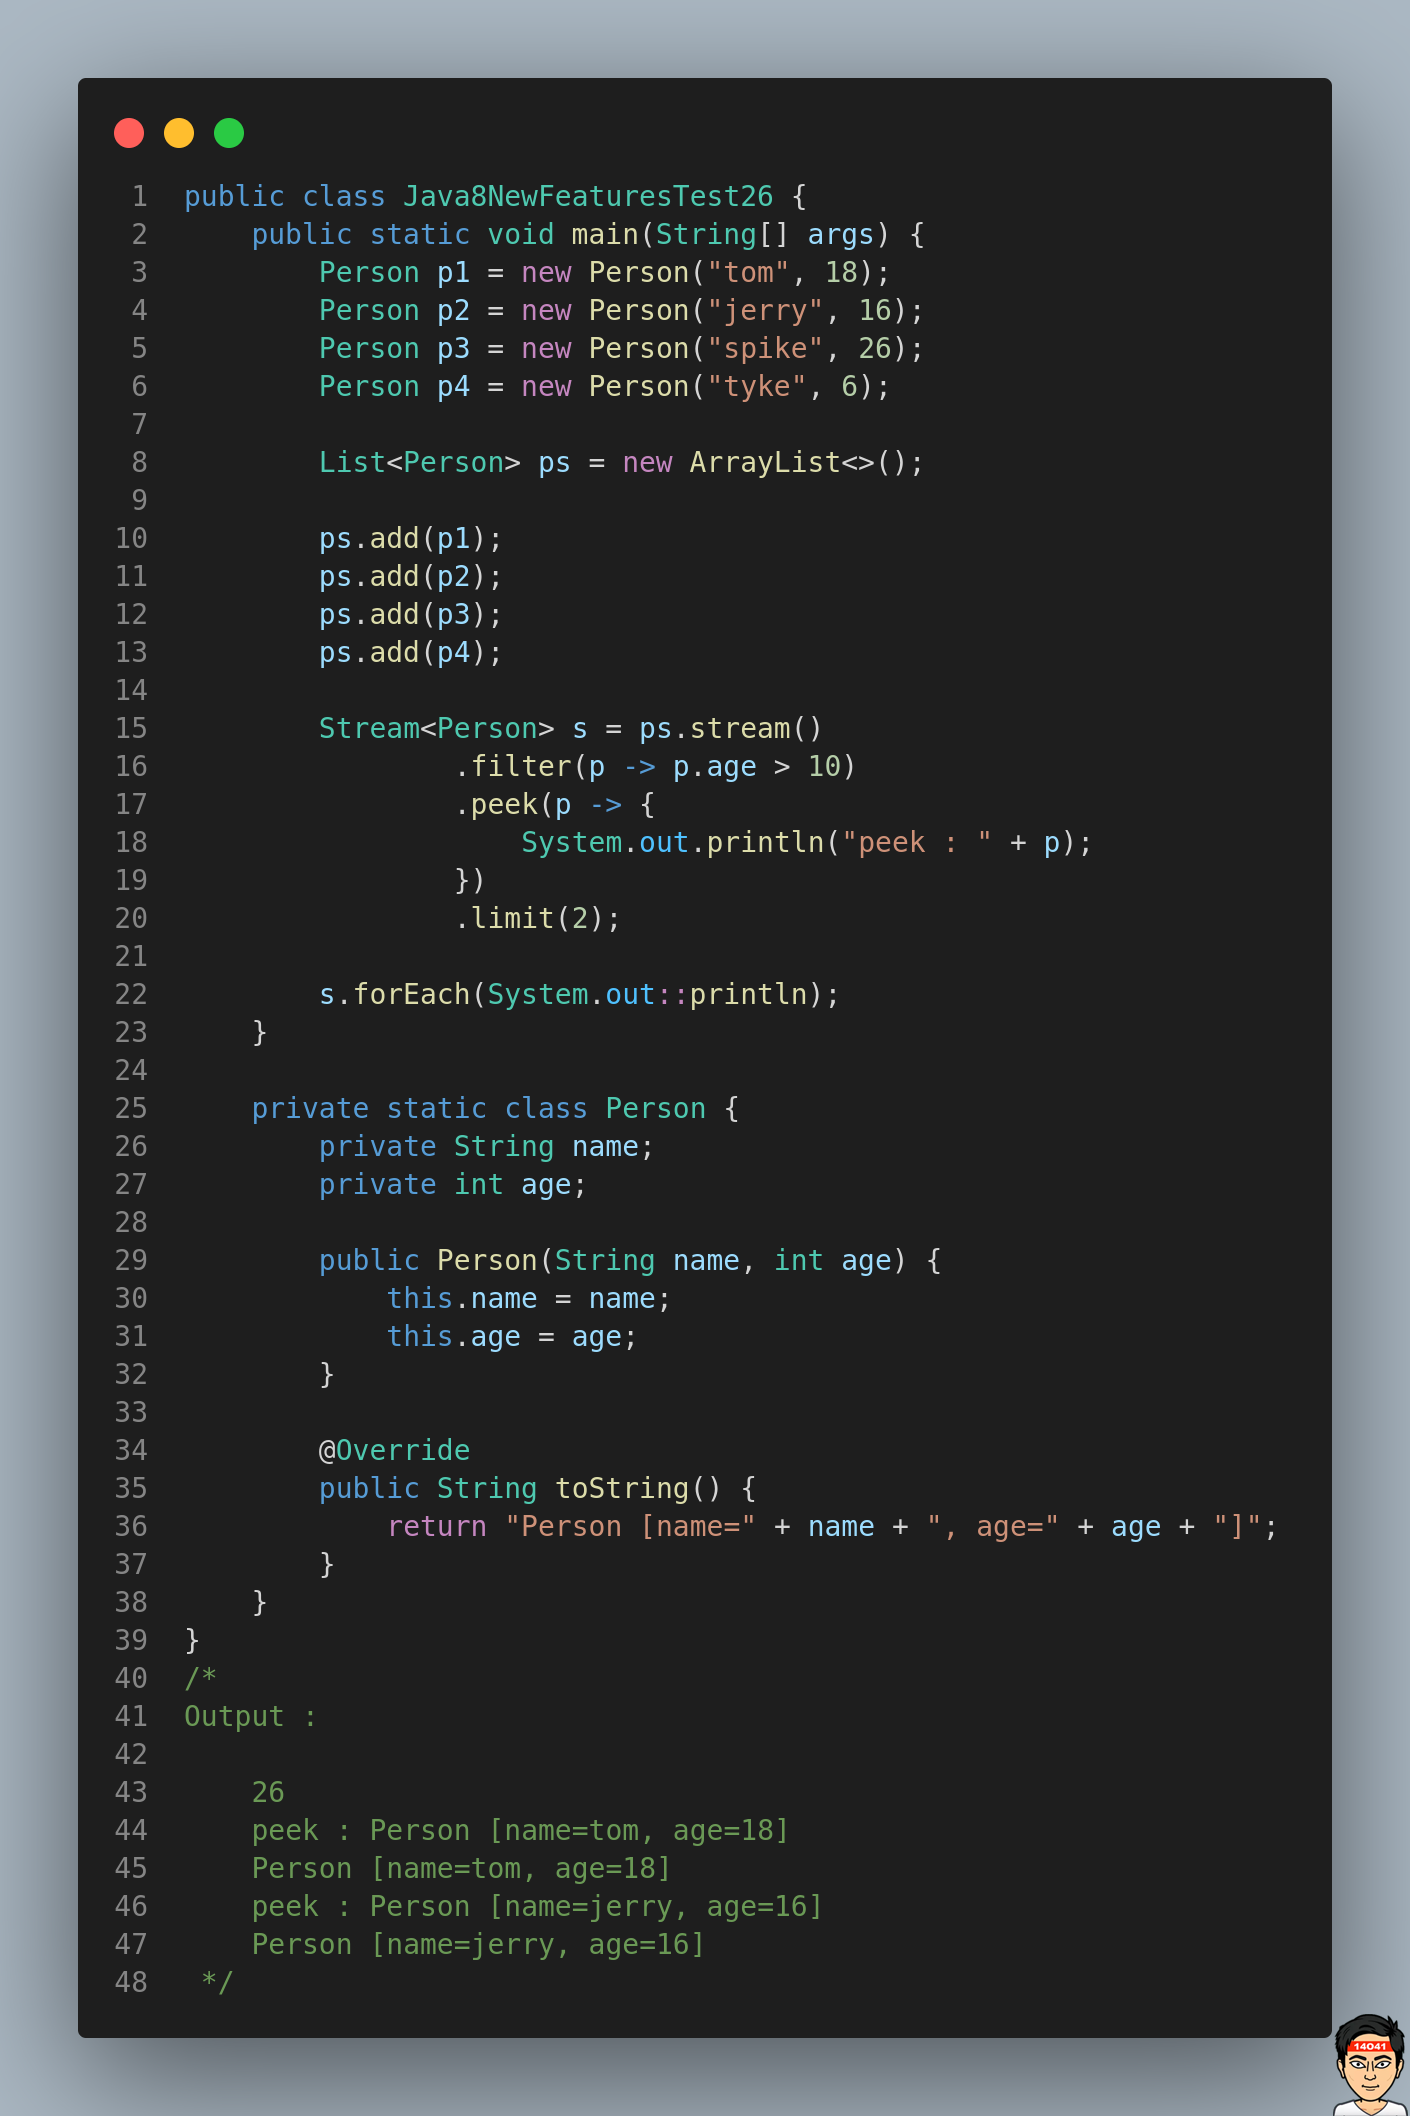 1 public class Java8NewFeaturesTest26 {
2     public static void main(String[] args) {
3         Person p1 = new Person("tom", 18);
4         Person p2 = new Person("jerry", 16);
5         Person p3 = new Person("spike", 26);
6         Person p4 = new Person("tyke", 6);
7
8         List<Person> ps = new ArrayList<>();
9
10         ps.add(p1);
11         ps.add(p2);
12         ps.add(p3);
13         ps.add(p4);
14
15         Stream<Person> s = ps.stream()
16                 .filter(p -> p.age > 10)
17                 .peek(p -> {
18                     System.out.println("peek : " + p);
19                 })
20                 .limit(2);
21
22         s.forEach(System.out::println);
23     }
24
25     private static class Person {
26         private String name;
27         private int age;
28
29         public Person(String name, int age) {
30             this.name = name;
31             this.age = age;
32         }
33
34         @Override
35         public String toString() {
36             return "Person [name=" + name + ", age=" + age + "]";
37         }
38     }
39 }
40 /*
41 Output :
42
43     26
44     peek : Person [name=tom, age=18]
45     Person [name=tom, age=18]
46     peek : Person [name=jerry, age=16]
47     Person [name=jerry, age=16]
48  */
14041